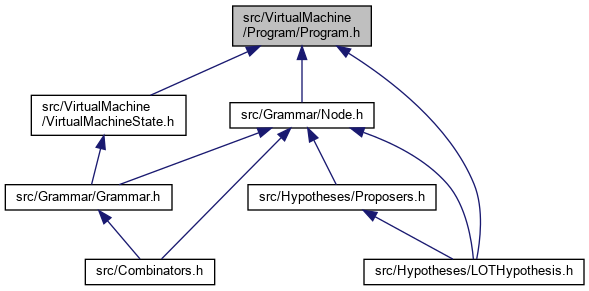 src/VirtualMachine
/Program/Program.h
src/VirtualMachine
/VirtualMachineState.h
src/Grammar/Node.h
src/Grammar/Grammar.h
src/Hypotheses/Proposers.h
src/Combinators.h
src/Hypotheses/LOTHypothesis.h